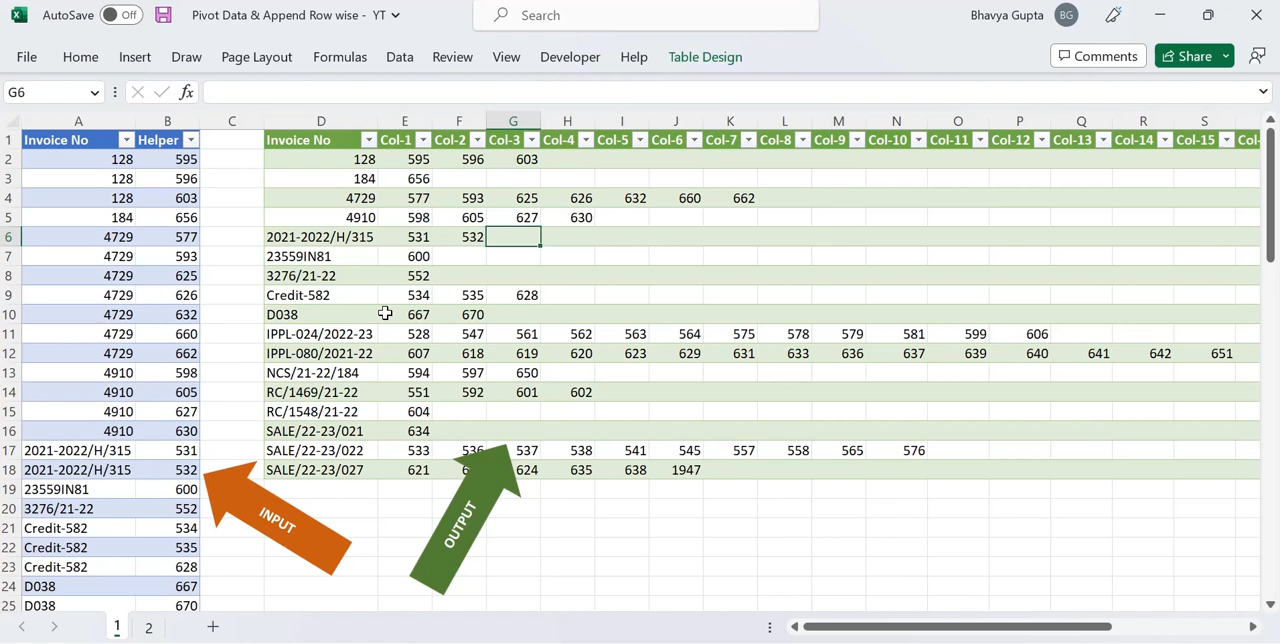 AutoSave Off Pivot Data & Append Row wise - YT Search Bhavya Gupta BG
File Home Insert Draw Page Layout Formulas Data Review View Developer Help Table Design Comments Share
G6 fx
A B C D E F G H I J K L M N O P Q R S
1 Invoice No Helper Invoice No Col-1 Col-2 Col-3 Col-4 Col-5 Col-6 Col-7 Col-8 Col-9 Col-10 Col-11 Col-12 Col-13 Col-14 Col-15 Col-
2 128 595 128 595 596 603
3 128 596 184 656
4 128 603 4729 577 593 625 626 632 660 662
5 184 656 4910 598 605 627 630
6 4729 577 2021-2022/H/315 531 532
7 4729 593 23559IN81 600
8 4729 625 3276/21-22 552
9 4729 626 Credit-582 534 535 628
10 4729 632 D038 667 670
11 4729 660 IPPL-024/2022-23 528 547 561 562 563 564 575 578 579 581 599 606
12 4729 662 IPPL-080/2021-22 607 618 619 620 623 629 631 633 636 637 639 640 641 642 651
13 4910 598 NCS/21-22/184 594 597 650
14 4910 605 RC/1469/21-22 551 592 601 602
15 4910 627 RC/1548/21-22 604
16 4910 630 SALE/22-23/021 634
17 2021-2022/H/315 531 SALE/22-23/022 533 536 537 538 541 545 557 558 565 576
18 2021-2022/H/315 532 SALE/22-23/027 621 624 635 638 1947
19 23559IN81 600
20 3276/21-22 552
21 Credit-582 534
22 Credit-582 535
23 Credit-582 628
24 D038 667
25 D038 670
INPUT
OUTPUT
1 2